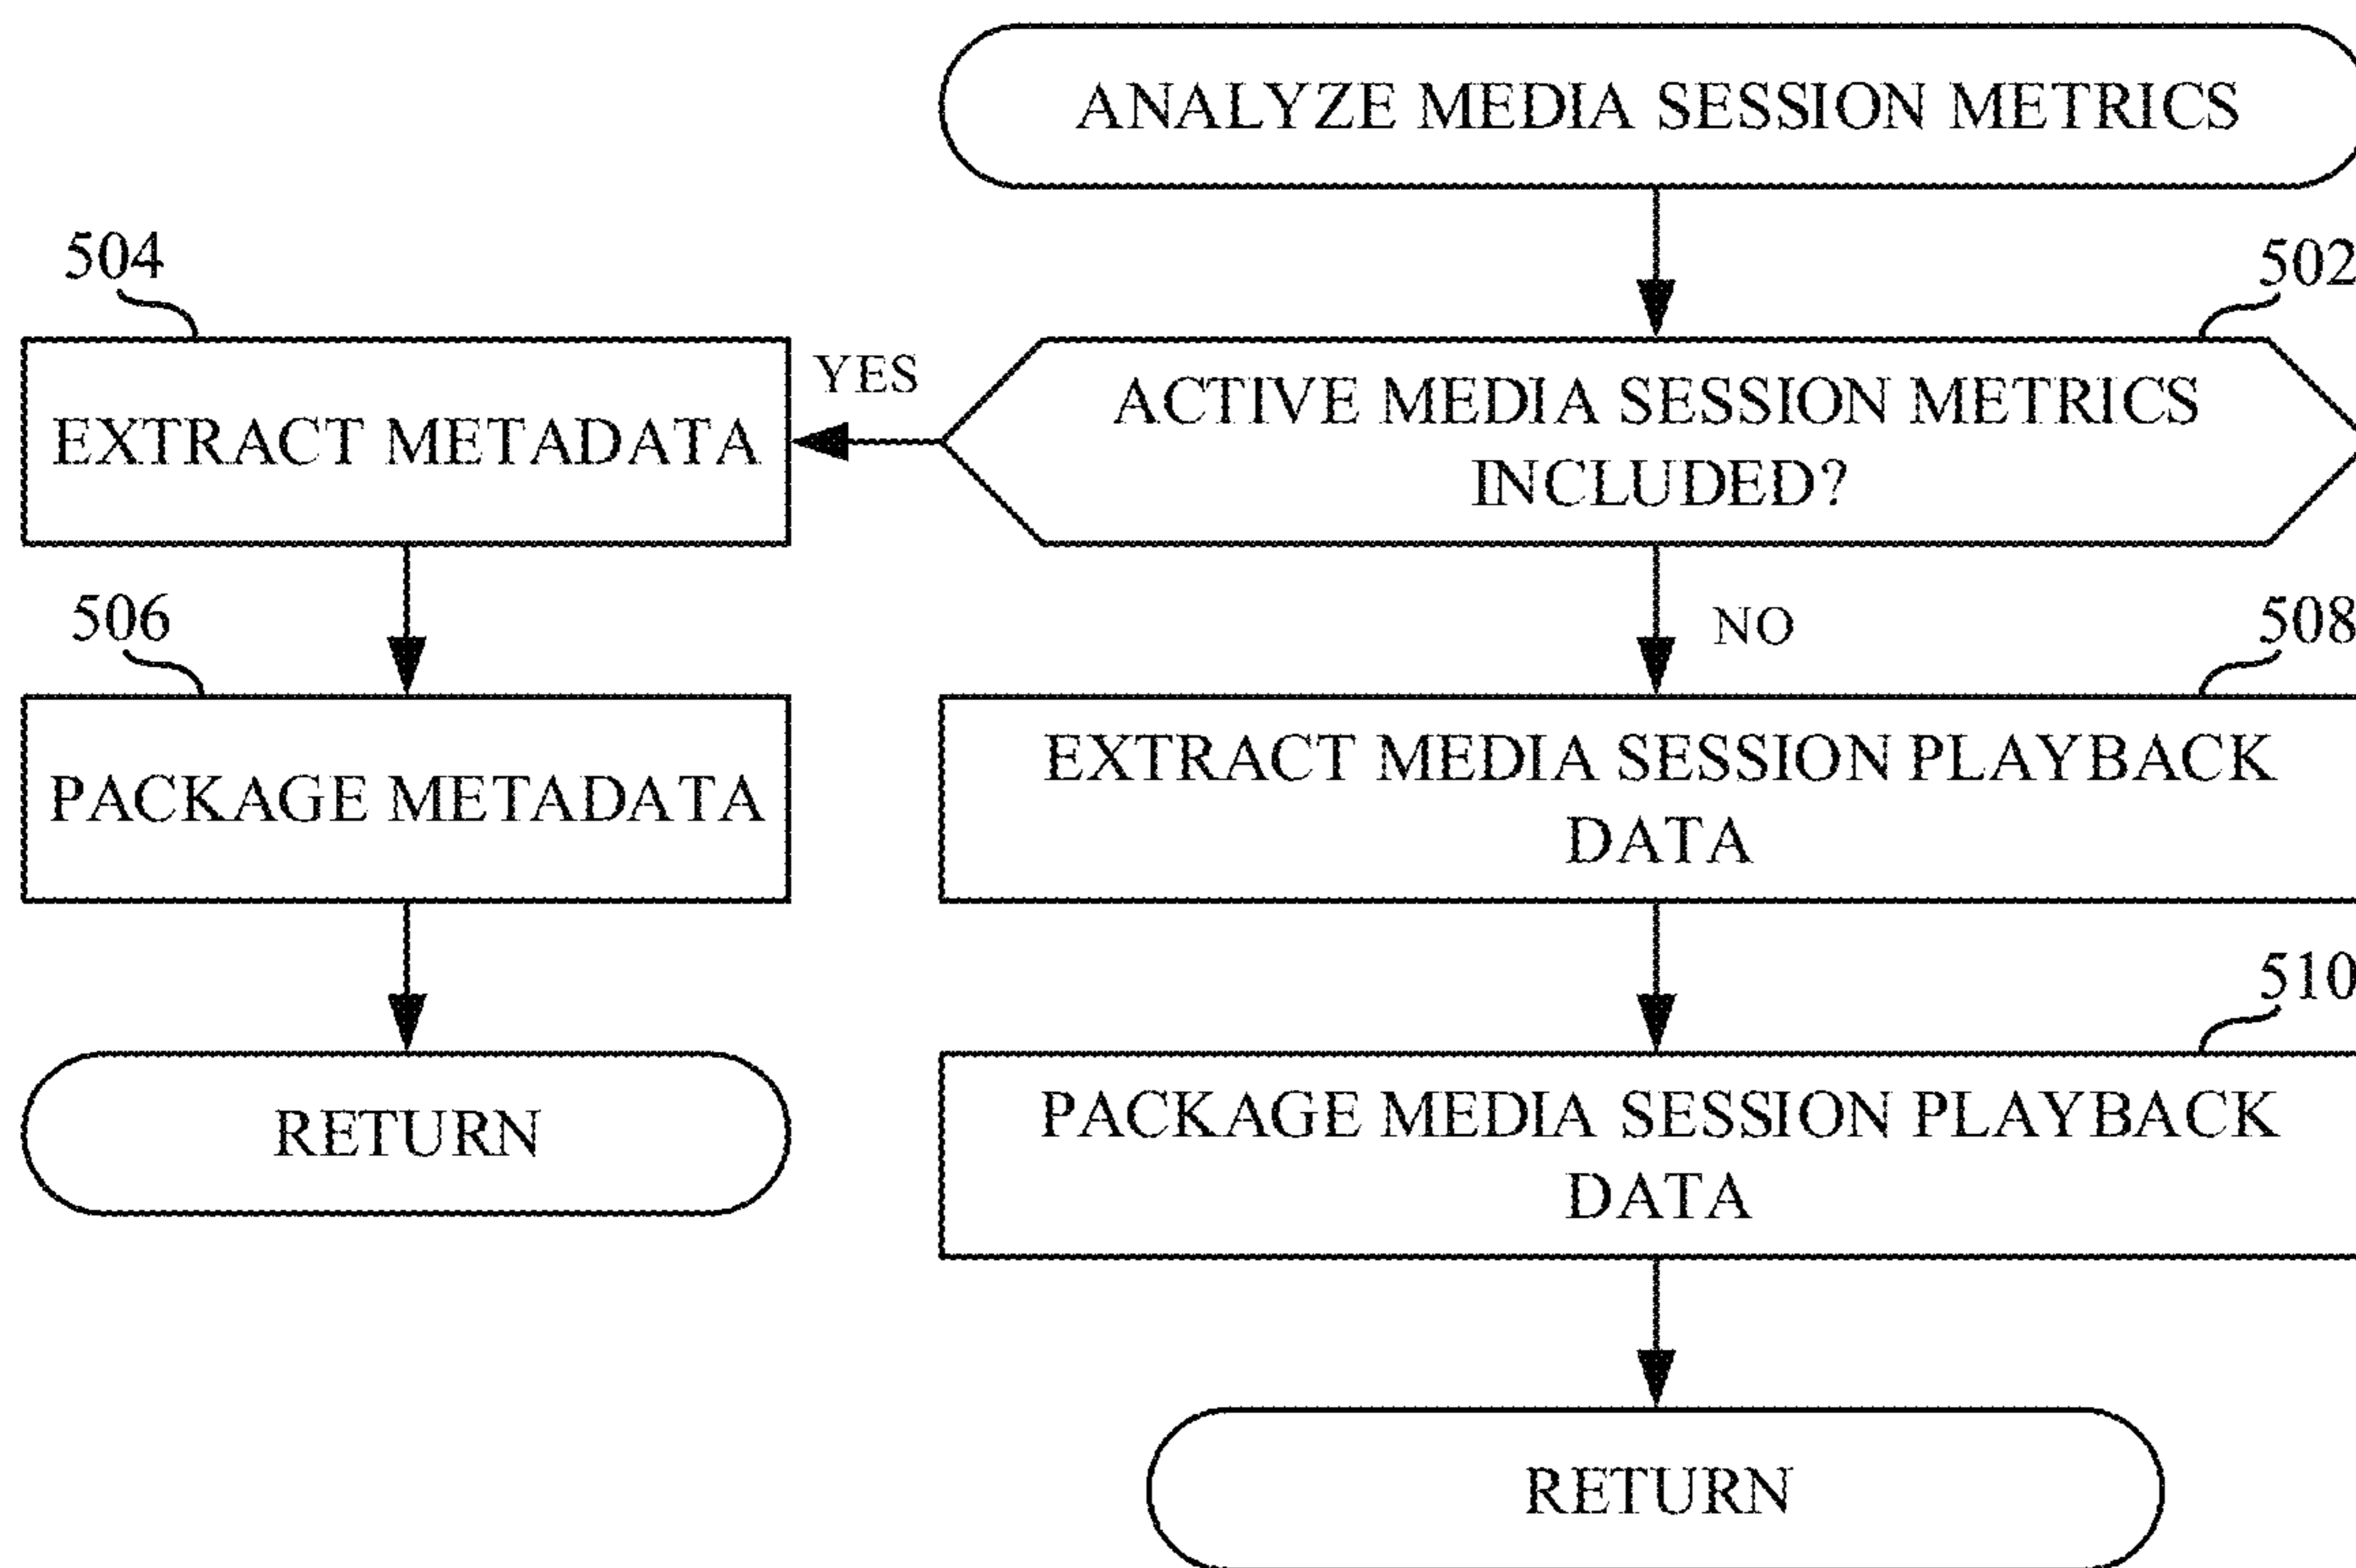 ANALYZE MEDIA SESSION METRICS
504
502
EXTRACT METADATA
YES
ACTIVE MEDIA SESSION METRICS
INCLUDED?
506
NO
508
PACKAGE METADATA
EXTRACT MEDIA SESSION PLAYBACK
DATA
510
RETURN
PACKAGE MEDIA SESSION PLAYBACK
DATA
RETURN